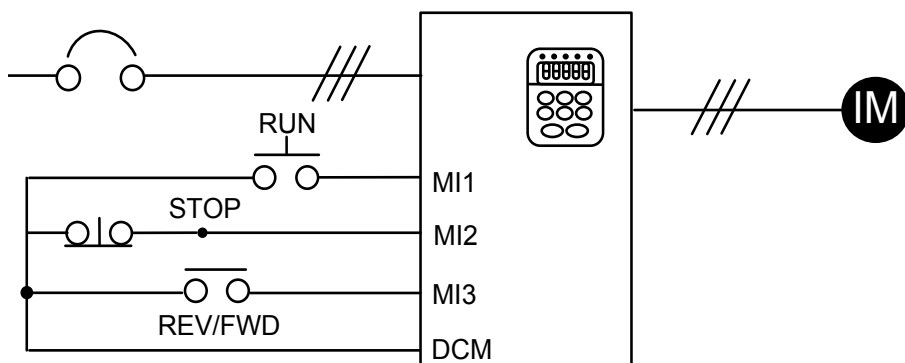 RUN
IM
MI1
STOP
MI2
MI3
REV/FWD
DCM